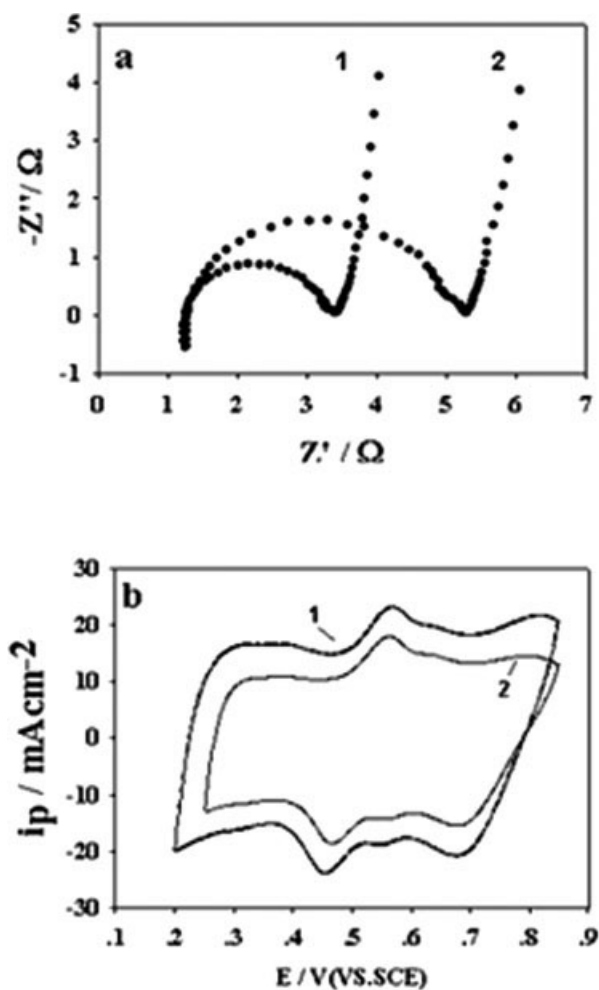 a
1
2
5
4
3
2
1
0
-1
-Z''/ Ω
0 1 2 3 4 5 6 7
Z' / Ω
b
1
2
30
20
10
0
-10
-20
-30
ip / mAcm-2
.1 .2 .3 .4 .5 .6 .7 .8 .9
E / V(VS.SCE)